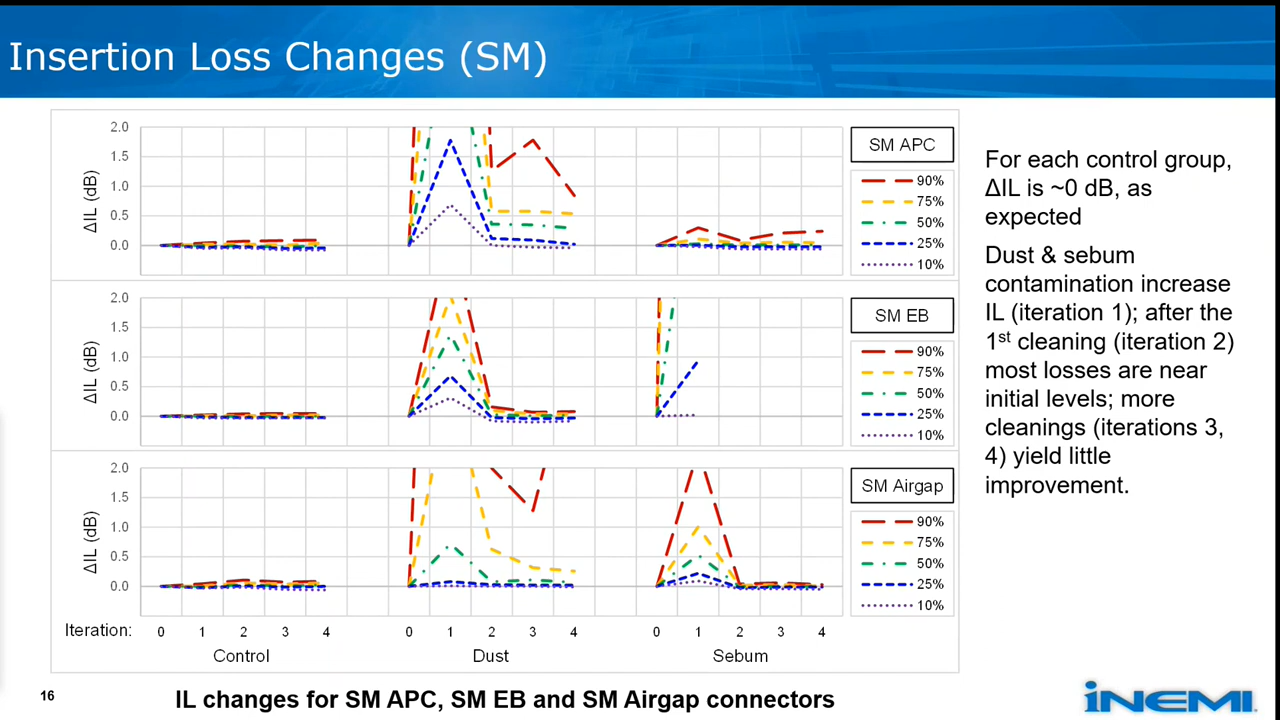 Insertion Loss Changes (SM)
2.0
1.5
1.0
0.5
0.0
ΔIL (dB)
SM APC
90%
75%
50%
25%
10%
2.0
1.5
1.0
0.5
0.0
ΔIL (dB)
SM EB
90%
75%
50%
25%
10%
2.0
1.5
1.0
0.5
0.0
ΔIL (dB)
SM Airgap
90%
75%
50%
25%
10%
Iteration: 0 1 2 3 4 0 1 2 3 4 0 1 2 3 4
Control Dust Sebum
For each control group,
ΔIL is ~0 dB, as
expected
Dust & sebum
contamination increase
IL (iteration 1); after the
1st cleaning (iteration 2)
most losses are near
initial levels; more
cleanings (iterations 3,
4) yield little
improvement.
16
IL changes for SM APC, SM EB and SM Airgap connectors
iNEMI